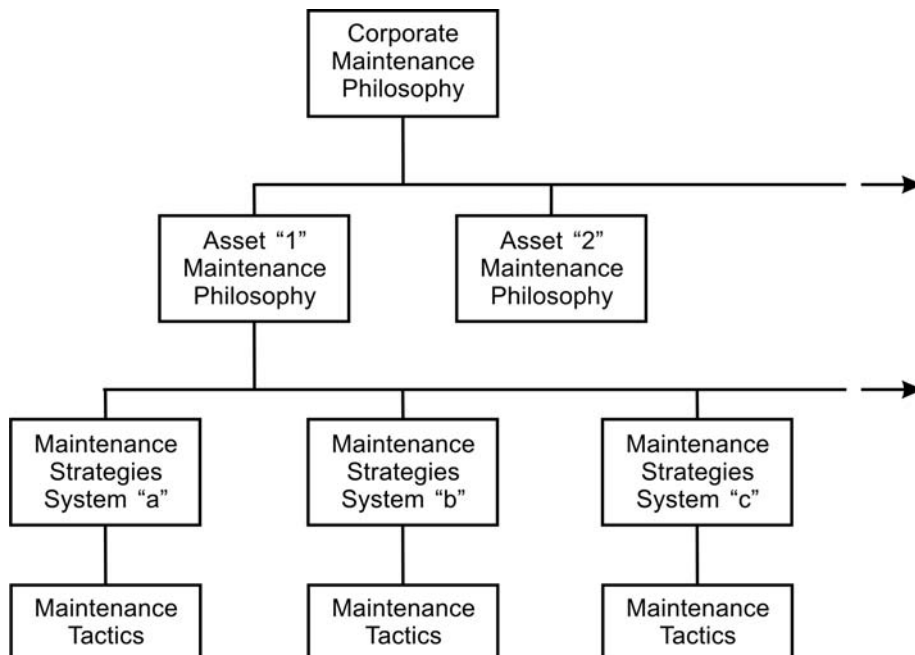 Corporate
Maintenance
Philosophy
Asset “1”
Maintenance
Philosophy
Asset “2”
Maintenance
Philosophy
Maintenance
Strategies
System “a”
Maintenance
Strategies
System “b”
Maintenance
Strategies
System “c”
Maintenance
Tactics
Maintenance
Tactics
Maintenance
Tactics